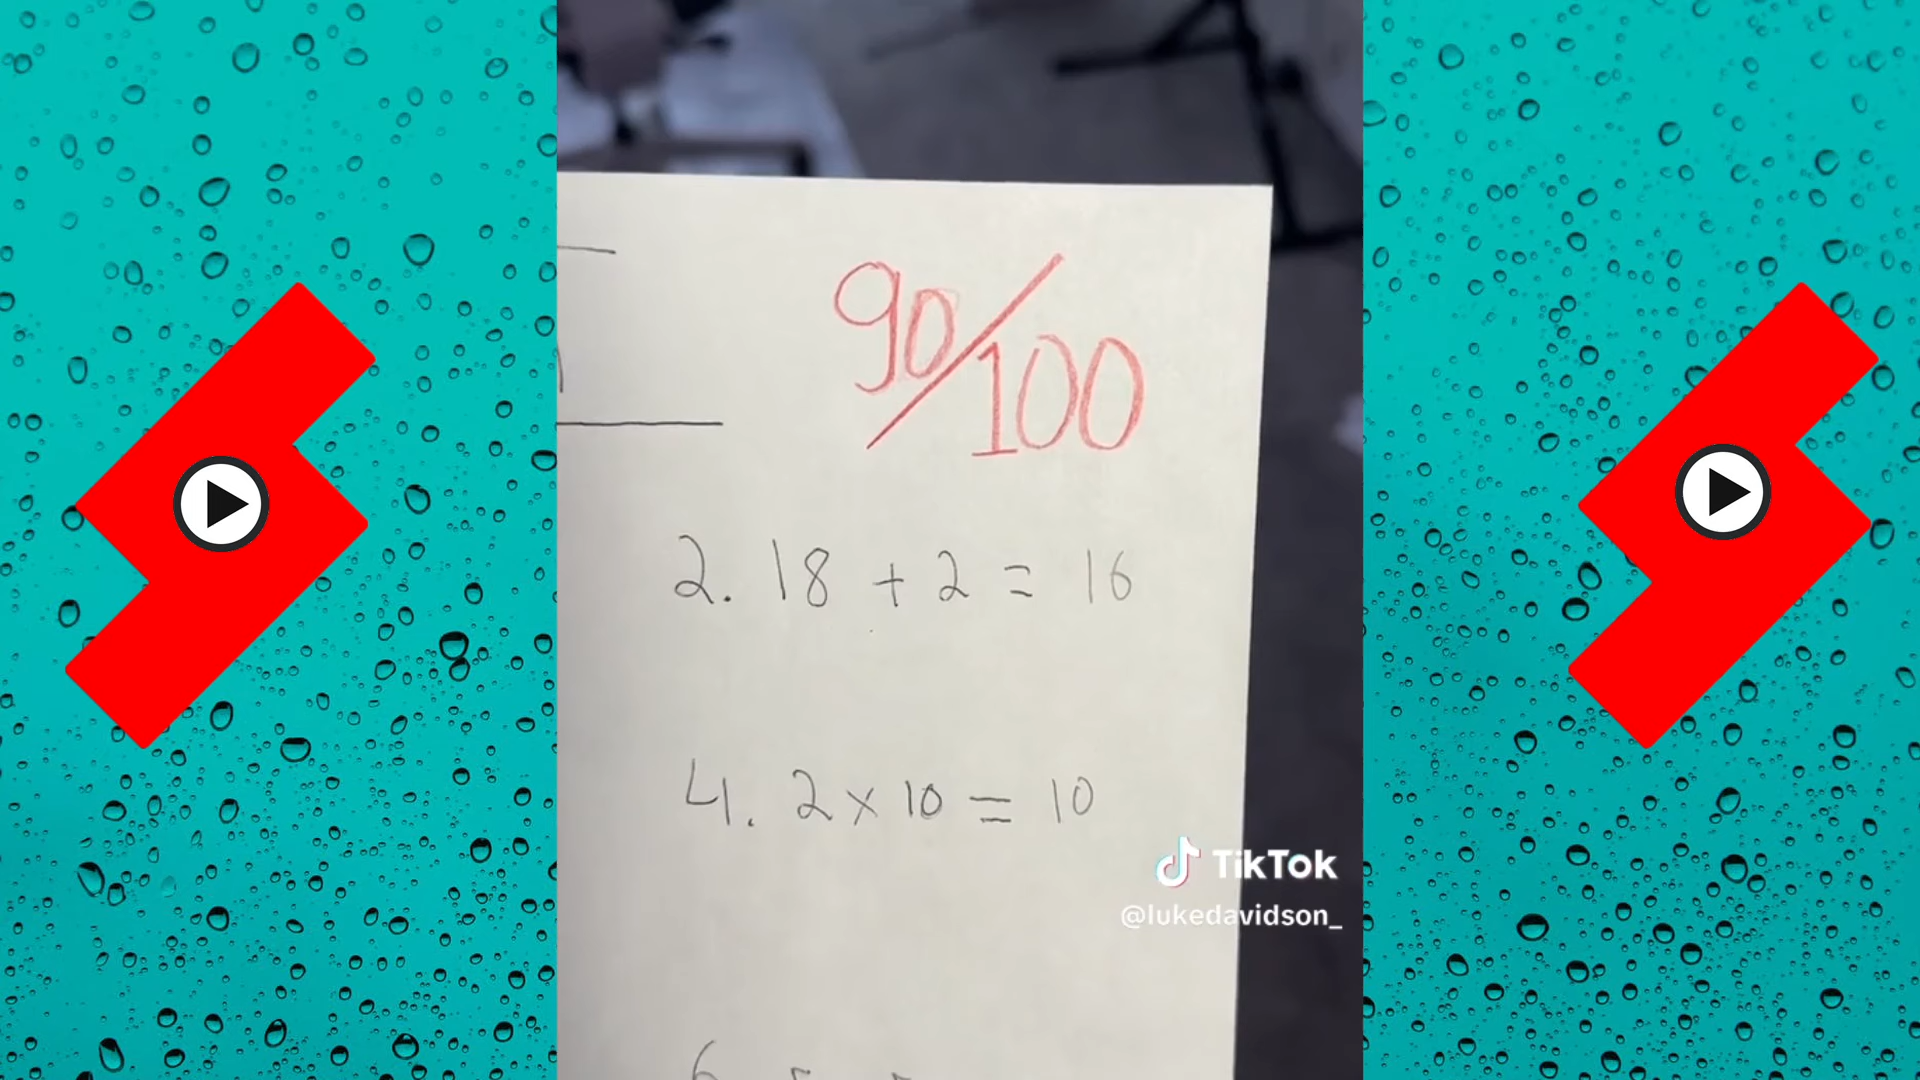 90/100
2. 18 + 2 = 16
4. 2 x 10 = 10
TikTok
@lukedavidson_